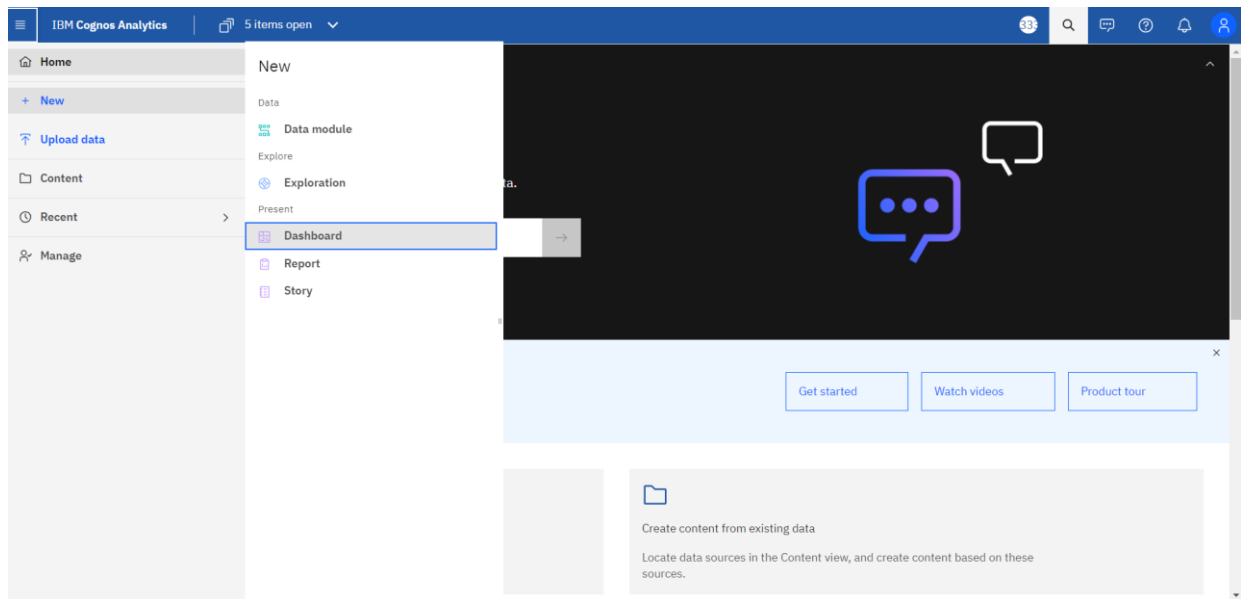 IBM Cognos Analytics
5 items open
Home
New
Upload data
Content
Recent
Manage
New
Data
Data module
Explore
Exploration
Present
Dashboard
Report
Story
ta.
Get started
Watch videos
Product tour
Create content from existing data
Locate data sources in the Content view, and create content based on these
sources.